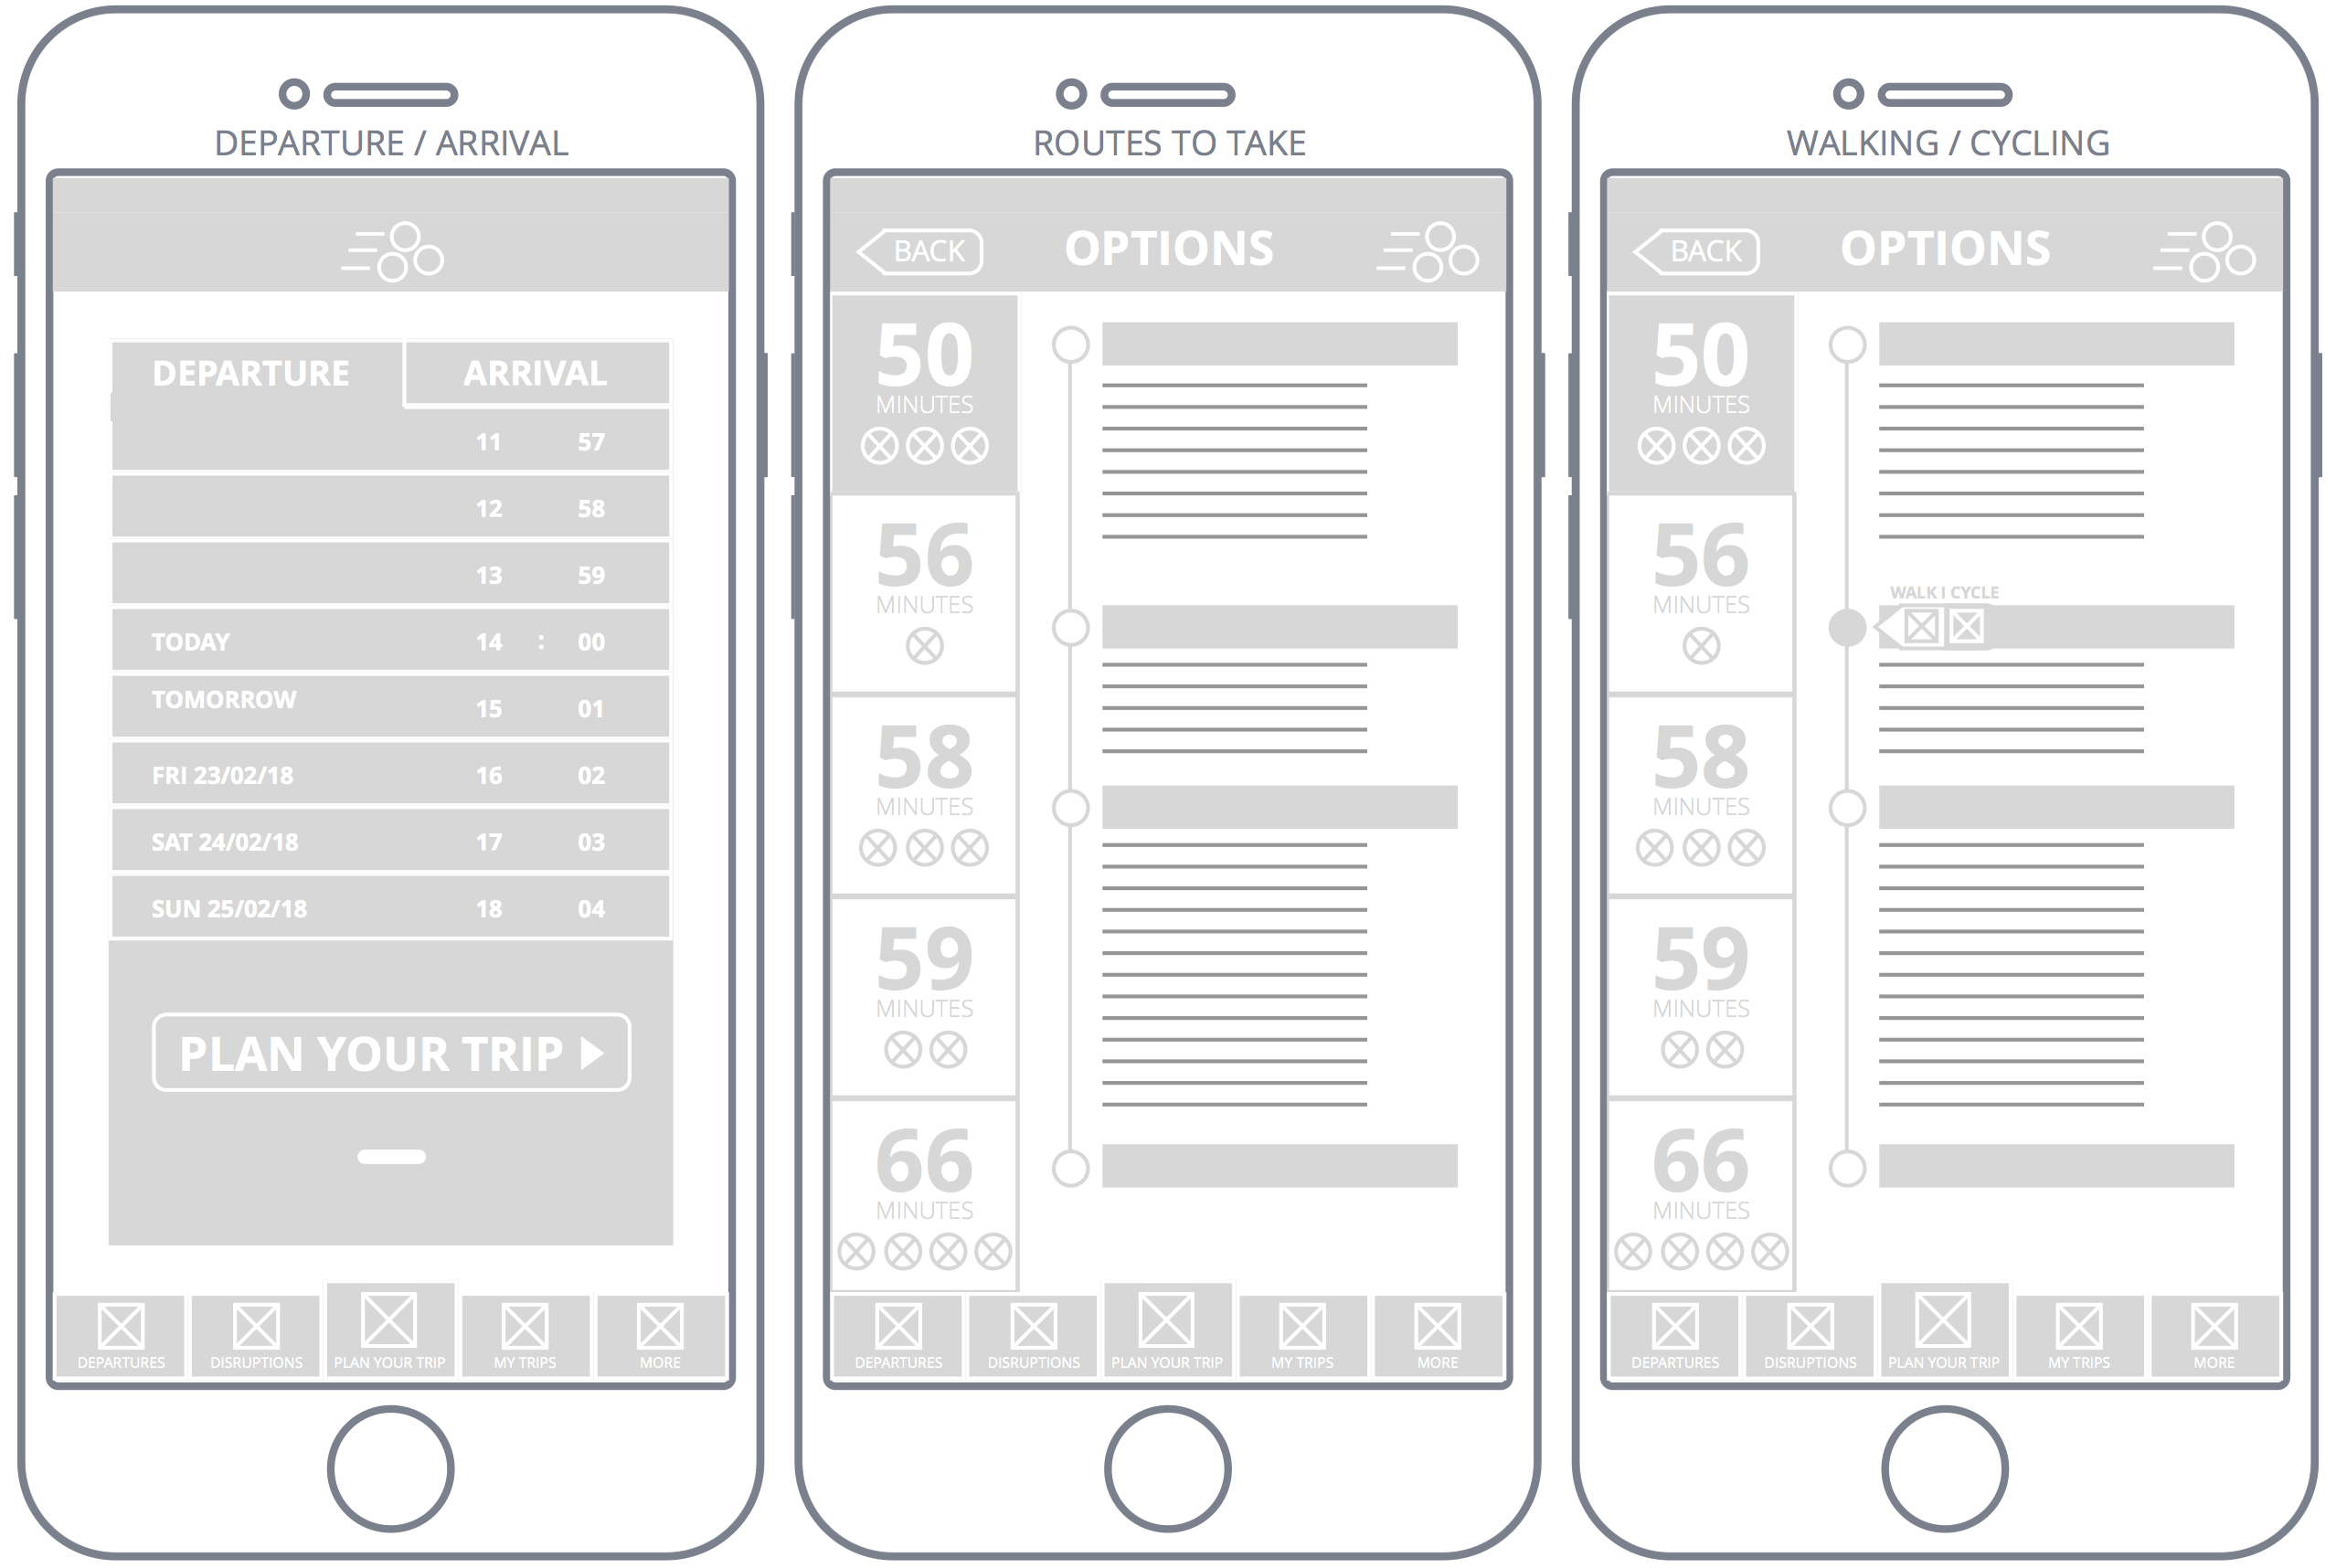 DEPARTURE / ARRIVAL
DEPARTURE ARRIVAL
11 57
12 58
13 59
TODAY 14 : 00
TOMORROW 15 01
FRI 23/02/18 16 02
SAT 24/02/18 17 03
SUN 25/02/18 18 04
PLAN YOUR TRIP
DEPARTURES DISRUPTIONS PLAN YOUR TRIP MY TRIPS MORE
ROUTES TO TAKE
BACK OPTIONS
50
MINUTES
56
MINUTES
58
MINUTES
59
MINUTES
66
MINUTES
DEPARTURES DISRUPTIONS PLAN YOUR TRIP MY TRIPS MORE
WALKING / CYCLING
BACK OPTIONS
50
MINUTES
56
MINUTES
WALK I CYCLE
58
MINUTES
59
MINUTES
66
MINUTES
DEPARTURES DISRUPTIONS PLAN YOUR TRIP MY TRIPS MORE